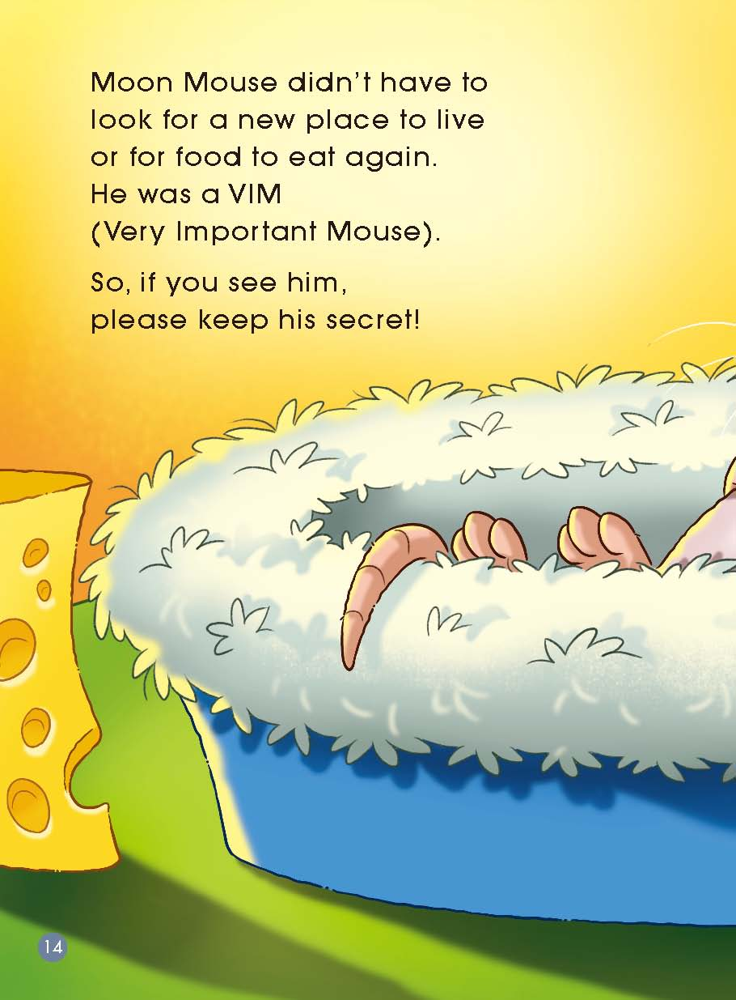 Moon Mouse didn’t have to
look for a new place to live
or for food to eat again.
He was a VIM
(Very Important Mouse).
So, if you see him,
please keep his secret!
14